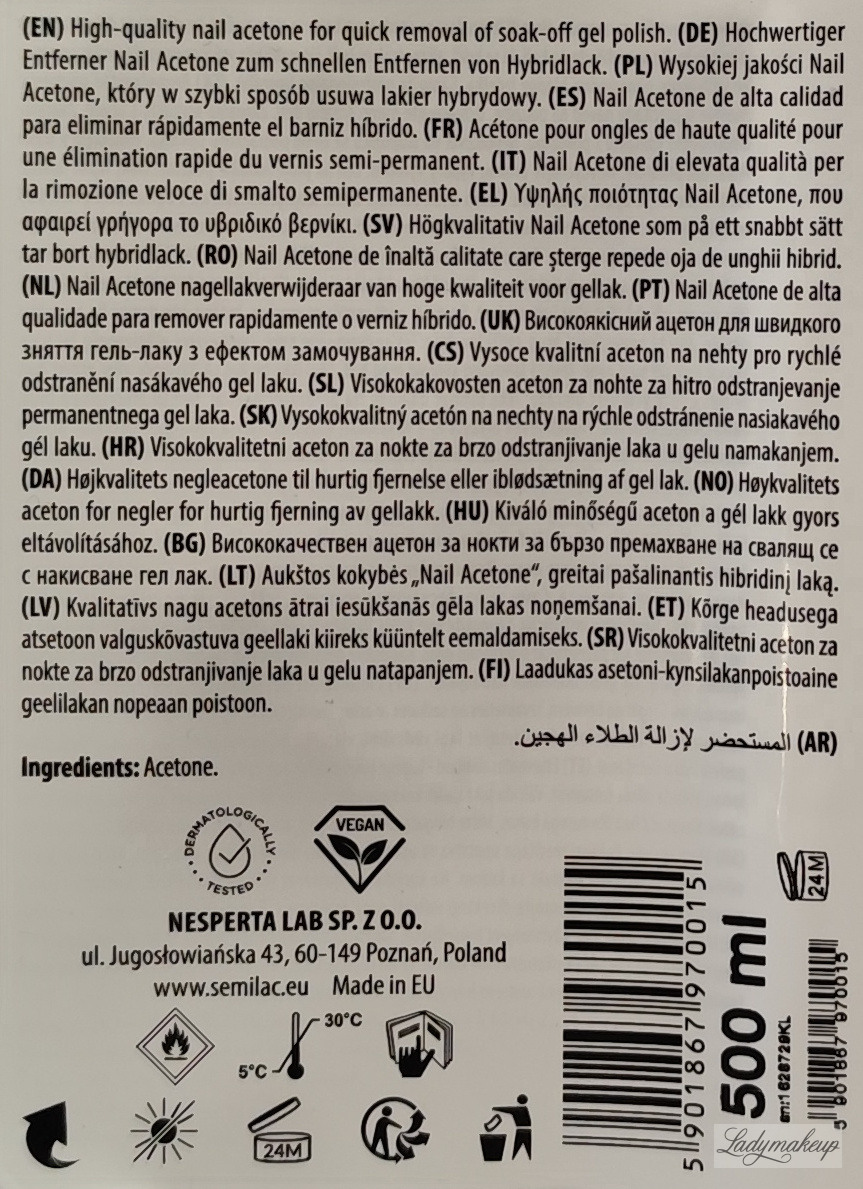 (EN) High-quality nail acetone for quick removal of soak-off gel polish. (DE) Hochwertiger
Entferner Nail Acetone zum schnellen Entfernen von Hybridlack. (PL) Wysokiej jakości Nail
Acetone, który w szybki sposób usuwa lakier hybrydowy. (ES) Nail Acetone de alta calidad
para eliminar rápidamente el barniz híbrido. (FR) Acétone pour ongles de haute qualité pour
une élimination rapide du vernis semi-permanent. (IT) Nail Acetone di elevata qualità per
la rimozione veloce di smalto semipermanente. (EL) Υψηλής ποιότητας Nail Acetone, που
αφαιρεί γρήγορα το υβριδικό βερνίκι. (SV) Högkvalitativ Nail Acetone som på ett snabbt sätt
tar bort hybridlack. (RO) Nail Acetone de înaltă calitate care șterge repede oja de unghii hibrid.
(NL) Nail Acetone nagellakverwijderaar van hoge kwaliteit voor gellak. (PT) Nail Acetone de alta
qualidade para remover rapidamente o verniz híbrido. (UK) Високоякісний ацетон для швидкого
зняття гель-лаку з ефектом замочування. (CS) Vysoce kvalitní aceton na nehty pro rychlé
odstranění nasákavého gel laku. (SL) Visokokakovosten aceton za nohte za hitro odstranjevanje
permanentnega gel laka. (SK) Vysokokvalitný acetón na nechty na rýchle odstránenie nasiakavého
gél laku. (HR) Visokokvalitetni aceton za nokte za brzo odstranjivanje laka u gelu namakanjem.
(DA) Højkvalitets negleacetone til hurtig fjernelse eller iblødsætning af gel lak. (NO) Høykvalitets
aceton for negler for hurtig fjerning av gellakk. (HU) Kiváló minőségű aceton a gél lakk gyors
eltávolításához. (BG) Висококачествен ацетон за нокти за бързо премахване на свалящ се
с накисване гел лак. (LT) Aukštos kokybės „Nail Acetone“, greitai pašalinantis hibridinį laką.
(LV) Kvalitatīvs nagu acetons ātrai iesūkšanās gēla lakas noņemšanai. (ET) Kõrge headusega
atsetoon valguskõvastuva geellaki kiireks küüntelt eemaldamiseks. (SR) Visokokvalitetni aceton za
nokte za brzo odstranjivanje laka u gelu natapanjem. (FI) Laadukas asetoni-kynsilakanpoistoaine
geelilakan nopeaan poistoon.
(AR) المستحضر لإزالة الطلاء الهجين.
Ingredients: Acetone.
DERMATOLOGICALLY TESTED
VEGAN
NESPERTA LAB SP. Z O.O.
ul. Jugosłowiańska 43, 60-149 Poznań, Poland
www.semilac.eu Made in EU
30°C
5°C
24M
5 901867 970015
500 ml
24M
sm:1628729KL
5 901867 970015
Ladymakeup